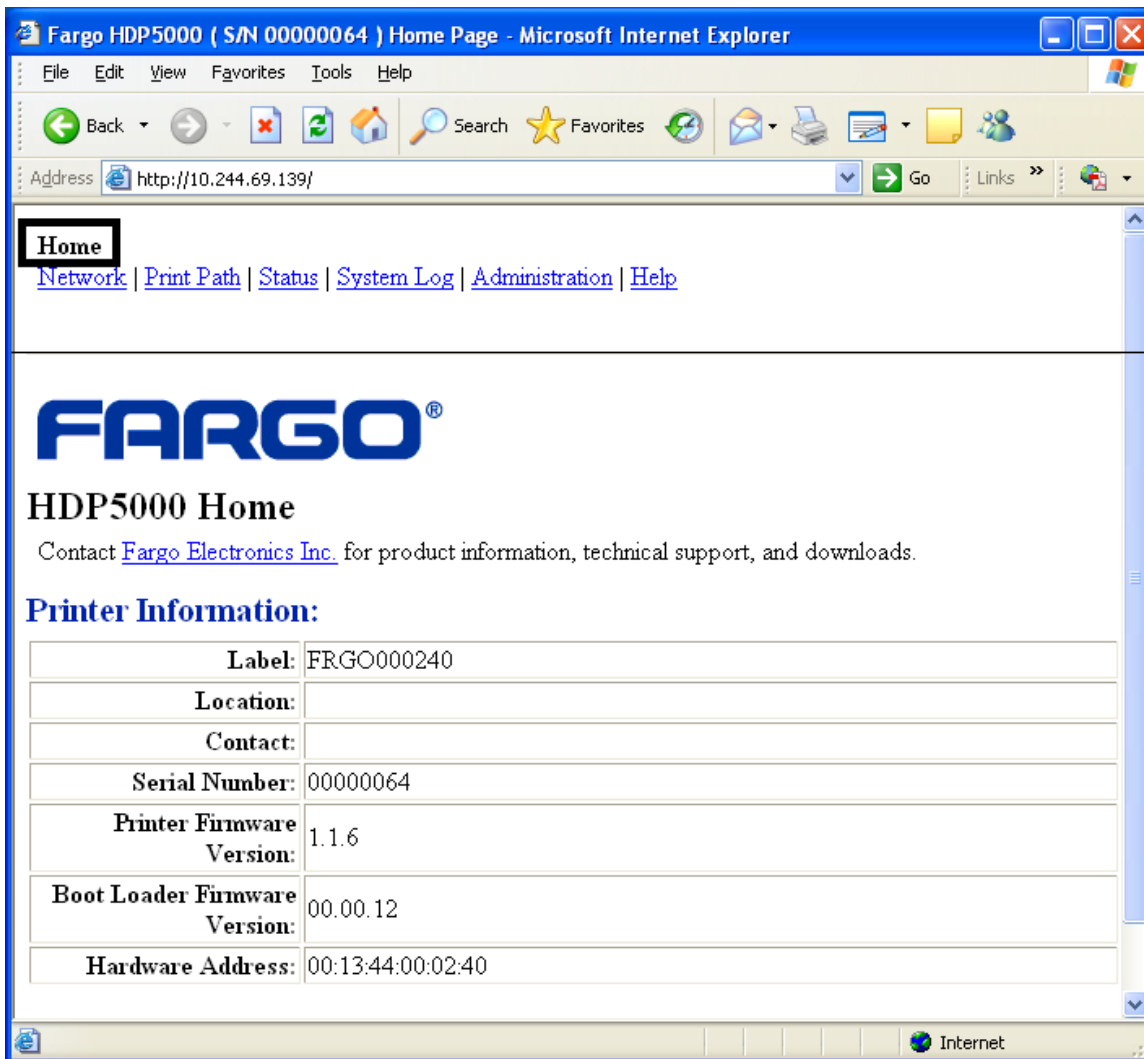 Fargo HDP5000 ( S/N 00000064 ) Home Page - Microsoft Internet Explorer
File Edit View Favorites Tools Help
Back Search Favorites
Address http://10.244.69.139/ Go Links »
Home
Network | Print Path | Status | System Log | Administration | Help
FARGO®
HDP5000 Home
Contact Fargo Electronics Inc. for product information, technical support, and downloads.
Printer Information:
Label: FRGO000240
Location:
Contact:
Serial Number: 00000064
Printer Firmware
Version: 1.1.6
Boot Loader Firmware
Version: 00.00.12
Hardware Address: 00:13:44:00:02:40
Internet